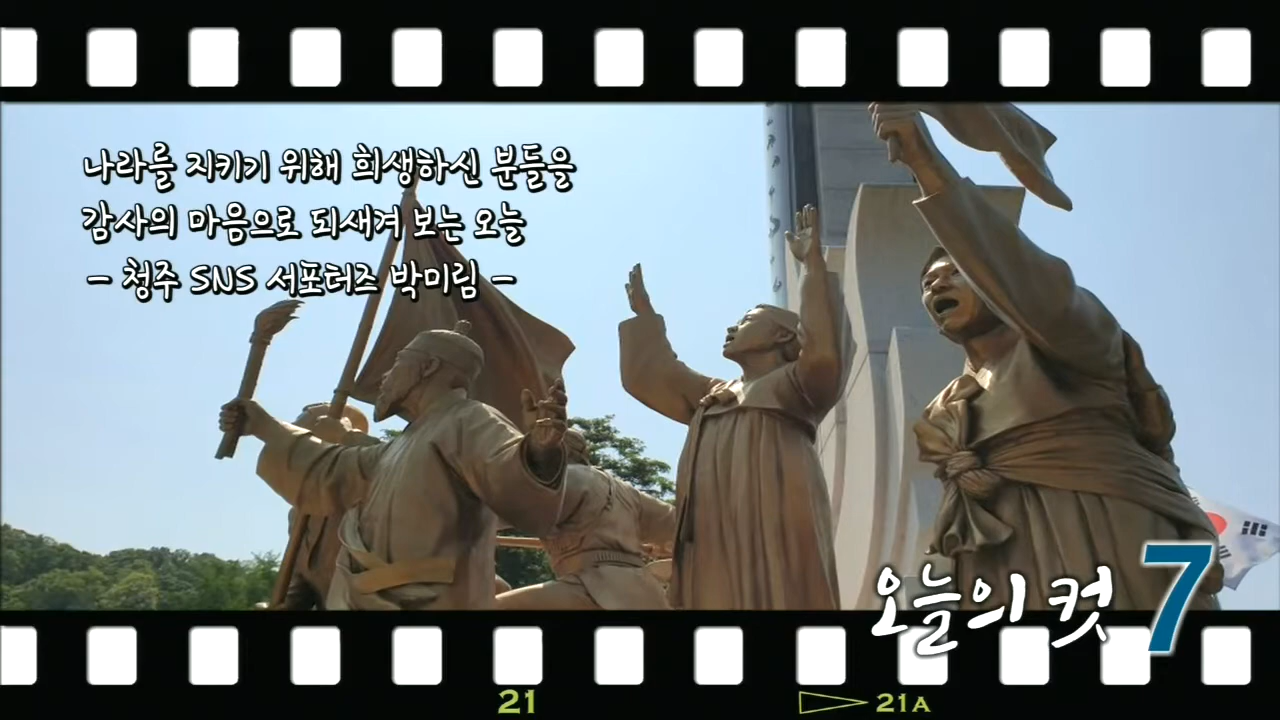 나라를 지키기 위해 희생하신 분들을
감사의 마음으로 되새겨 보는 오늘
- 청주 SNS 서포터즈 박미림 -
오늘의 컷 7
21
21A